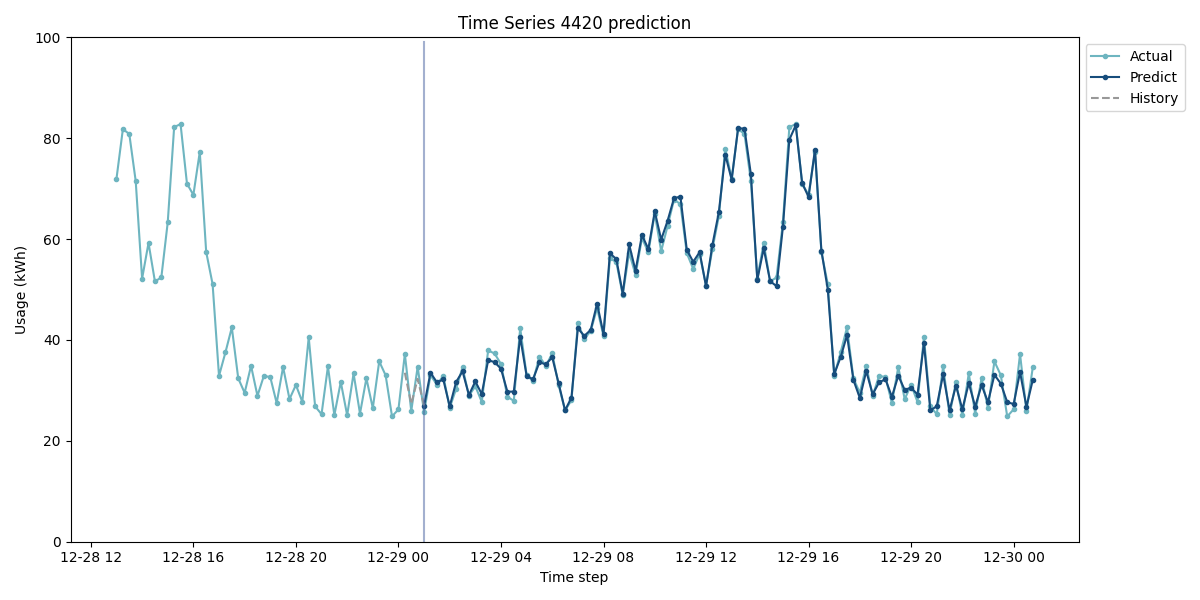 Time Series 4420 prediction
Usage (kWh)
100
80
60
40
20
0
12-28 12
12-28 16
12-28 20
12-29 00
12-29 04
12-29 08
12-29 12
12-29 16
12-29 20
12-30 00
Time step
Actual
Predict
History